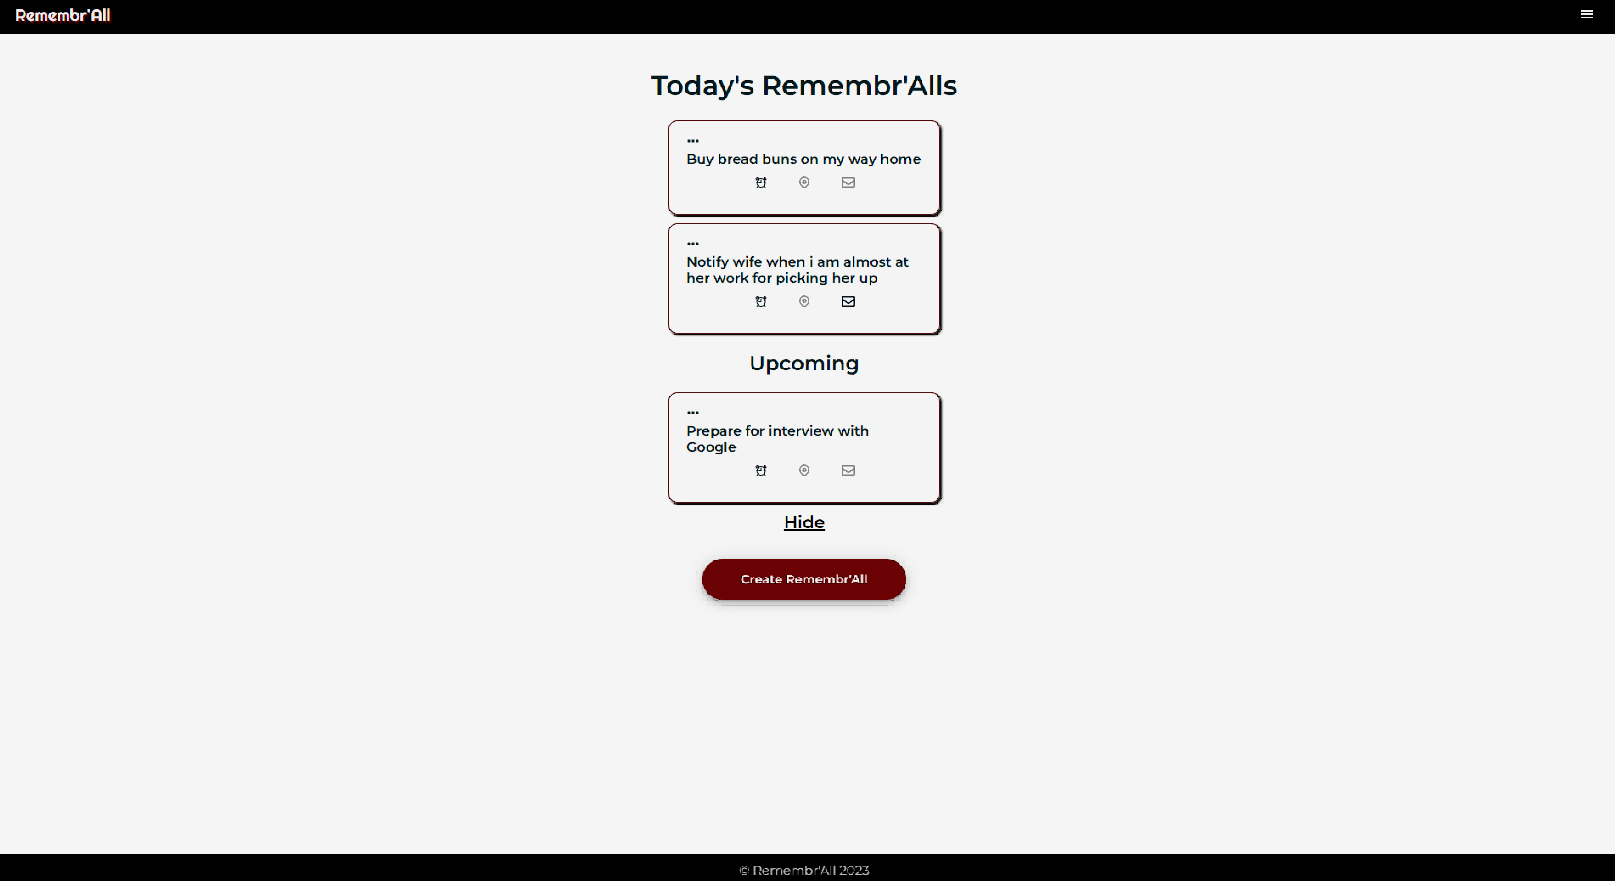 Remembr'All
Today's Remembr'Alls
...
Buy bread buns on my way home
...
Notify wife when i am almost at
her work for picking her up
Upcoming
...
Prepare for interview with
Google
Hide
Create Remembr'All
© Remembr'All 2023